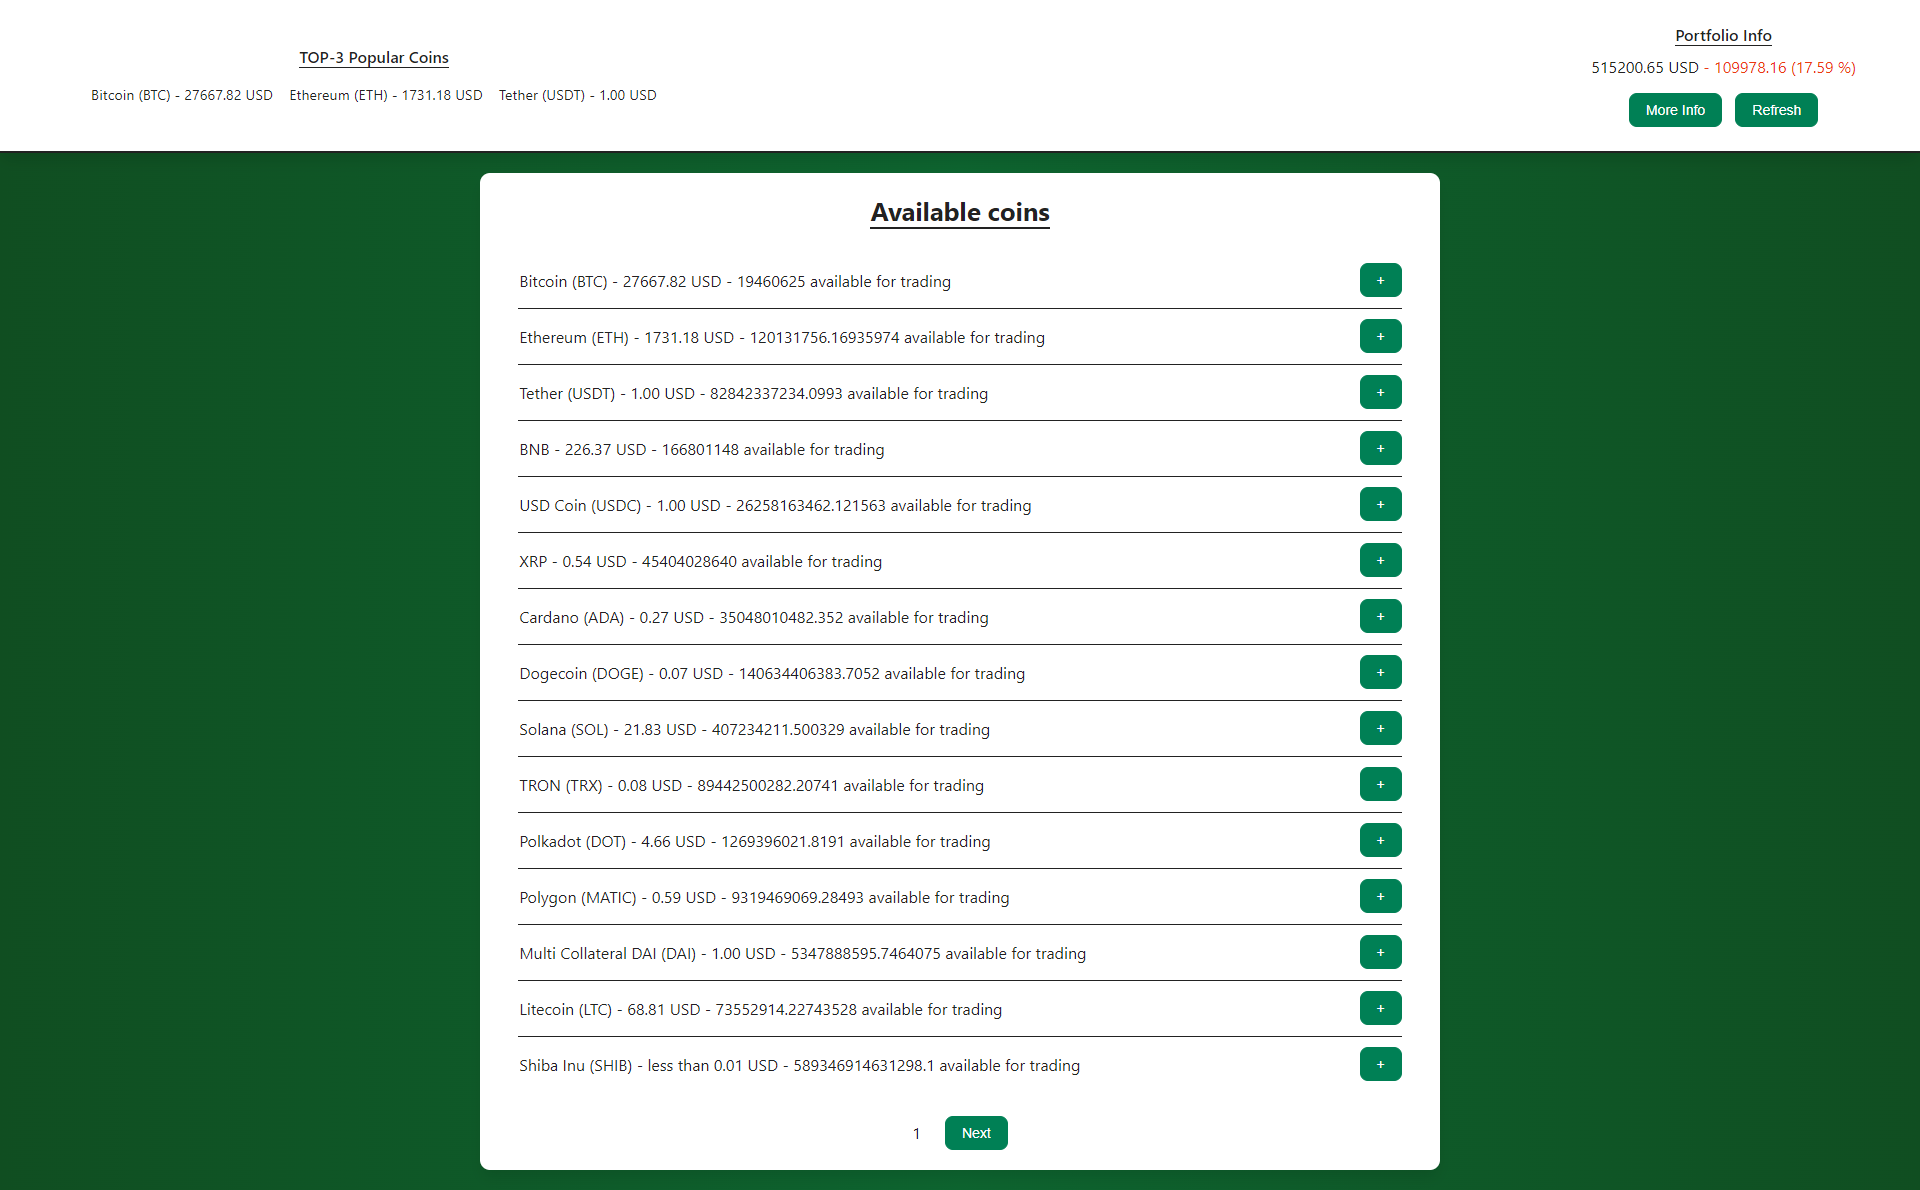 TOP-3 Popular Coins
Bitcoin (BTC) - 27667.82 USD Ethereum (ETH) - 1731.18 USD Tether (USDT) - 1.00 USD
Portfolio Info
515200.65 USD - 109978.16 (17.59 %)
More Info Refresh
Available coins
Bitcoin (BTC) - 27667.82 USD - 19460625 available for trading +
Ethereum (ETH) - 1731.18 USD - 120131756.16935974 available for trading +
Tether (USDT) - 1.00 USD - 82842337234.0993 available for trading +
BNB - 226.37 USD - 166801148 available for trading +
USD Coin (USDC) - 1.00 USD - 26258163462.121563 available for trading +
XRP - 0.54 USD - 45404028640 available for trading +
Cardano (ADA) - 0.27 USD - 35048010482.352 available for trading +
Dogecoin (DOGE) - 0.07 USD - 140634406383.7052 available for trading +
Solana (SOL) - 21.83 USD - 407234211.500329 available for trading +
TRON (TRX) - 0.08 USD - 89442500282.20741 available for trading +
Polkadot (DOT) - 4.66 USD - 1269396021.8191 available for trading +
Polygon (MATIC) - 0.59 USD - 9319469069.28493 available for trading +
Multi Collateral DAI (DAI) - 1.00 USD - 5347888595.7464075 available for trading +
Litecoin (LTC) - 68.81 USD - 73552914.22743528 available for trading +
Shiba Inu (SHIB) - less than 0.01 USD - 589346914631298.1 available for trading +
1 Next